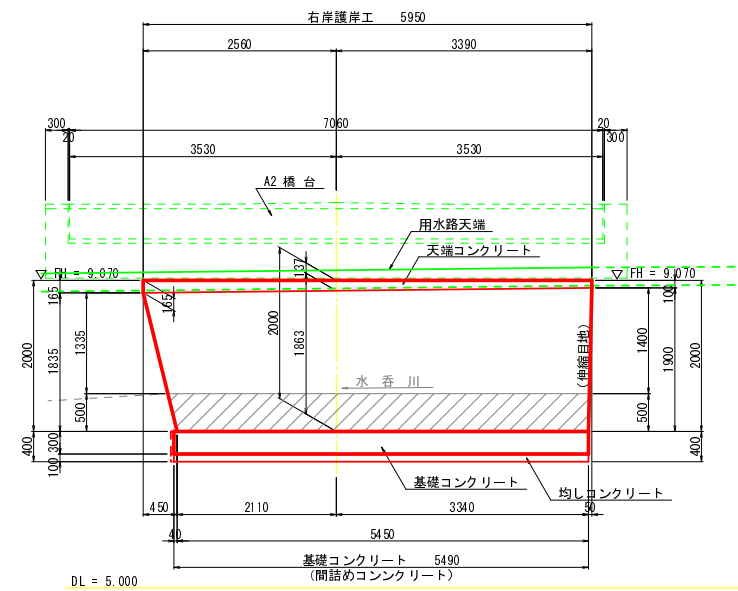 右岸護岸工 5950
2560 3390
300 7060 20
20 300
3530 3530
A2 橋 台
用水路天端
天端コンクリート
FH = 9.070 FH = 9.070
137
165 165 100
2000 1863
2000 1835 1335 1400 1900 2000
(伸縮目地)
水 呑 川
500 500
400 300 400
100
基礎コンクリート
均しコンクリート
450 2110 3340 50
40 5450
基礎コンクリート 5490
(間詰めコンンクリート)
DL = 5.000